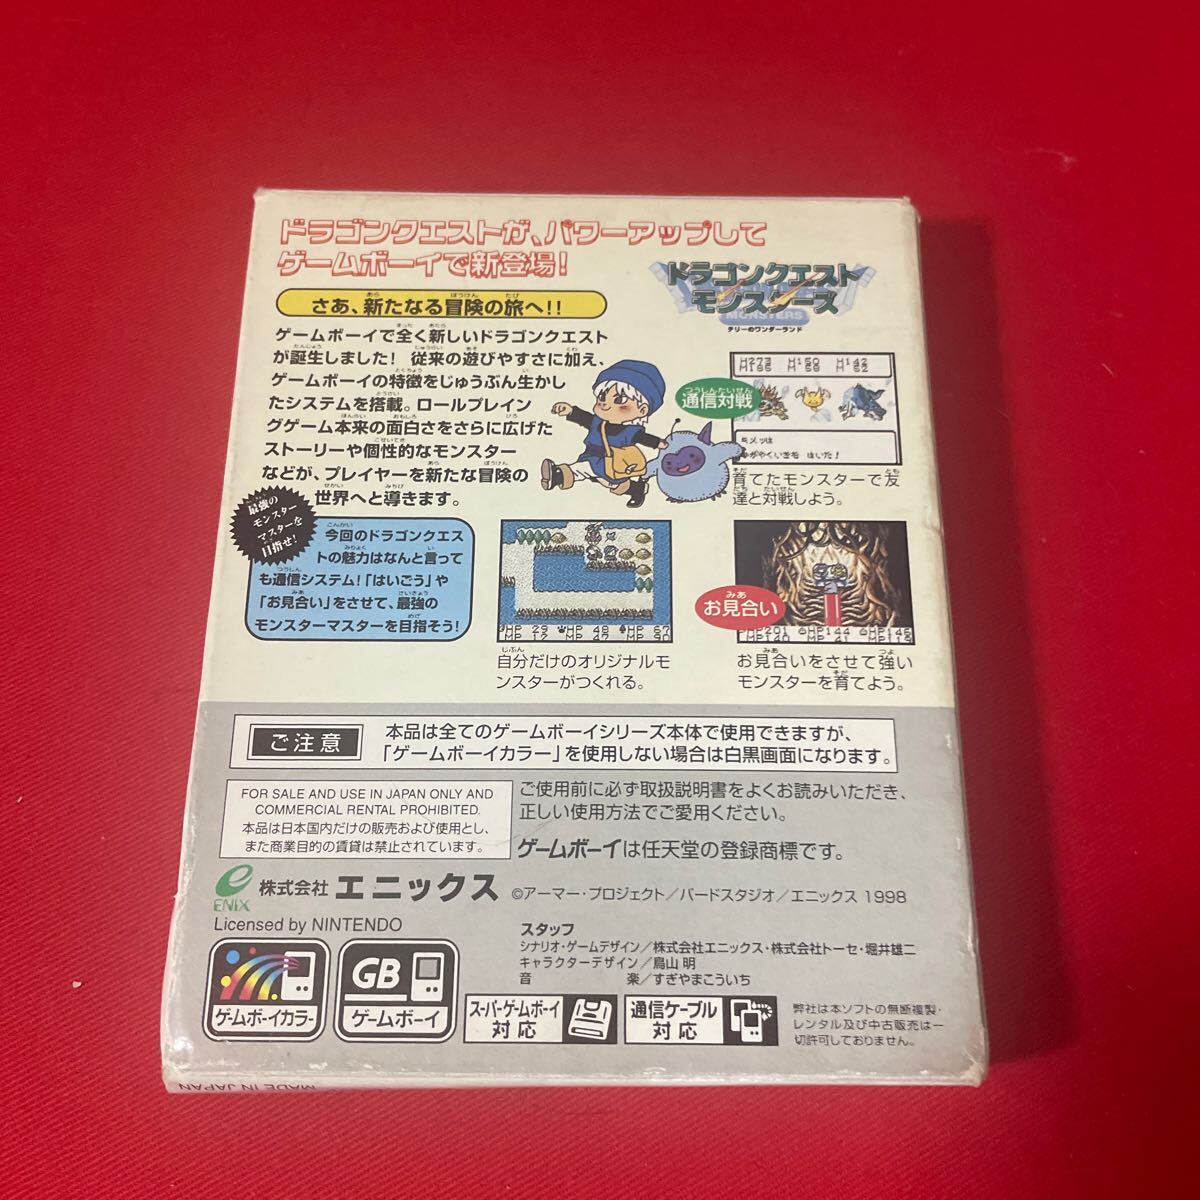 ドラゴンクエストが、パワーアップして
ゲームボーイで新登場!
さあ、新たなる冒険の旅へ!!
ゲームボーイで全く新しいドラゴンクエスト
が誕生しました! 従来の遊びやすさに加え、
ゲームボーイの特徴をじゅうぶん生かし
たシステムを搭載。ロールプレイン
グゲーム本来の面白さをさらに広げた
ストーリーや個性的なモンスター
などが、プレイヤーを新たな冒険の
世界へと導きます。
ドラゴンクエスト
モンスターズ
MONSTERS
テリーのワンダーランド
通信対戦
H273 H150 H142
育てたモンスターで友
達と対戦しよう。
最強の
モンスター
マスターを
目指せ!
今回のドラゴンクエス
トの魅力はなんと言って
も通信システム!「はいごう」や
「お見合い」をさせて、最強の
モンスターマスターを目指そう!
自分だけのオリジナルモ
ンスターがつくれる。
お見合い
お見合いをさせて強い
モンスターを育てよう。
ご注意
本品は全てのゲームボーイシリーズ本体で使用できますが、
「ゲームボーイカラー」を使用しない場合は白黒画面になります。
FOR SALE AND USE IN JAPAN ONLY AND
COMMERCIAL RENTAL PROHIBITED.
本品は日本国内だけの販売および使用とし、
また商業目的の賃貸は禁止されています。
ご使用前に必ず取扱説明書をよくお読みいただき、
正しい使用方法でご愛用ください。
ゲームボーイは任天堂の登録商標です。
ENIX
株式会社 エニックス
©アーマー・プロジェクト/バードスタジオ/エニックス 1998
Licensed by NINTENDO
スタッフ
シナリオ・ゲームデザイン/株式会社エニックス・株式会社トーセ・堀井雄二
キャラクターデザイン/鳥山 明
音 楽/すぎやまこういち
ゲームボーイカラー
GB
ゲームボーイ
スーパーゲームボーイ
対応
通信ケーブル
対応
弊社は本ソフトの無断複製・
レンタル及び中古販売は一
切許可しておりません。
MADE IN JAPAN